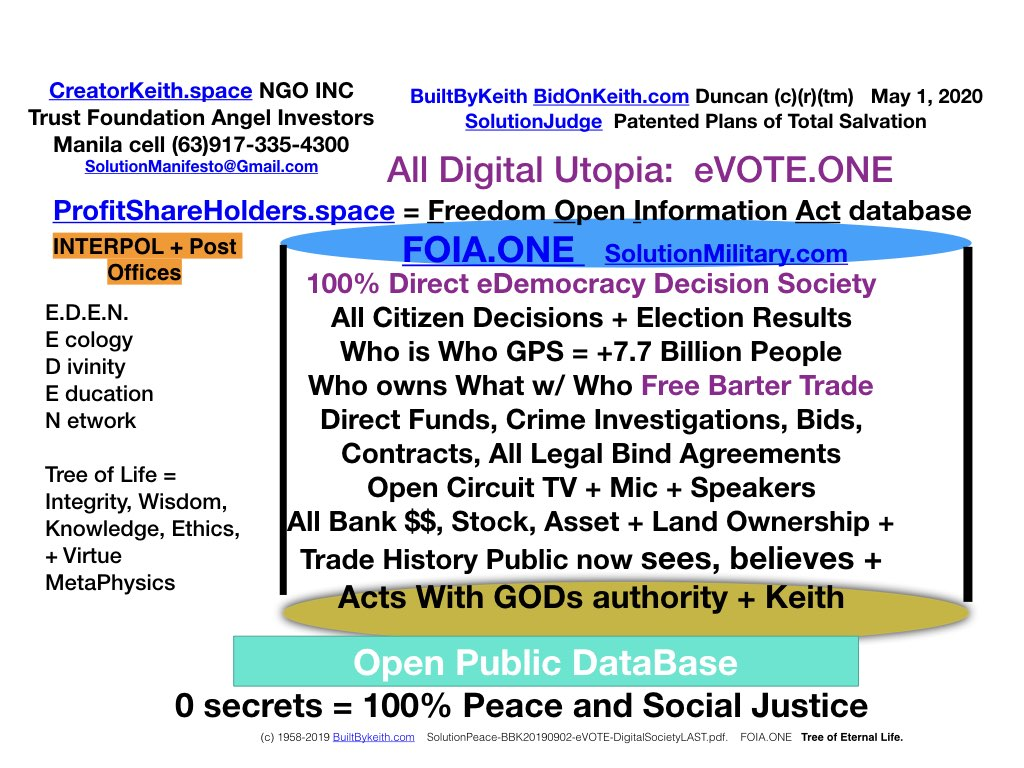 CreatorKeith.space NGO INC
Trust Foundation Angel Investors
Manila cell (63)917-335-4300
SolutionManifesto@Gmail.com
BuiltByKeith BidOnKeith.com Duncan (c)(r)(tm) May 1, 2020
SolutionJudge Patented Plans of Total Salvation
All Digital Utopia: eVOTE.ONE
ProfitShareHolders.space = Freedom Open Information Act database
INTERPOL + Post
Offices
E.D.E.N.
E cology
D ivinity
E ducation
N etwork
Tree of Life =
Integrity, Wisdom,
Knowledge, Ethics,
+ Virtue
MetaPhysics
FOIA.ONE SolutionMilitary.com
100% Direct eDemocracy Decision Society
All Citizen Decisions + Election Results
Who is Who GPS = +7.7 Billion People
Who owns What w/ Who Free Barter Trade
Direct Funds, Crime Investigations, Bids,
Contracts, All Legal Bind Agreements
Open Circuit TV + Mic + Speakers
All Bank $$, Stock, Asset + Land Ownership +
Trade History Public now sees, believes +
Acts With GODs authority + Keith
Open Public DataBase
0 secrets = 100% Peace and Social Justice
(c) 1958-2019 BuiltBykeith.com SolutionPeace-BBK20190902-eVOTE-DigitalSocietyLAST.pdf. FOIA.ONE Tree of Eternal Life.